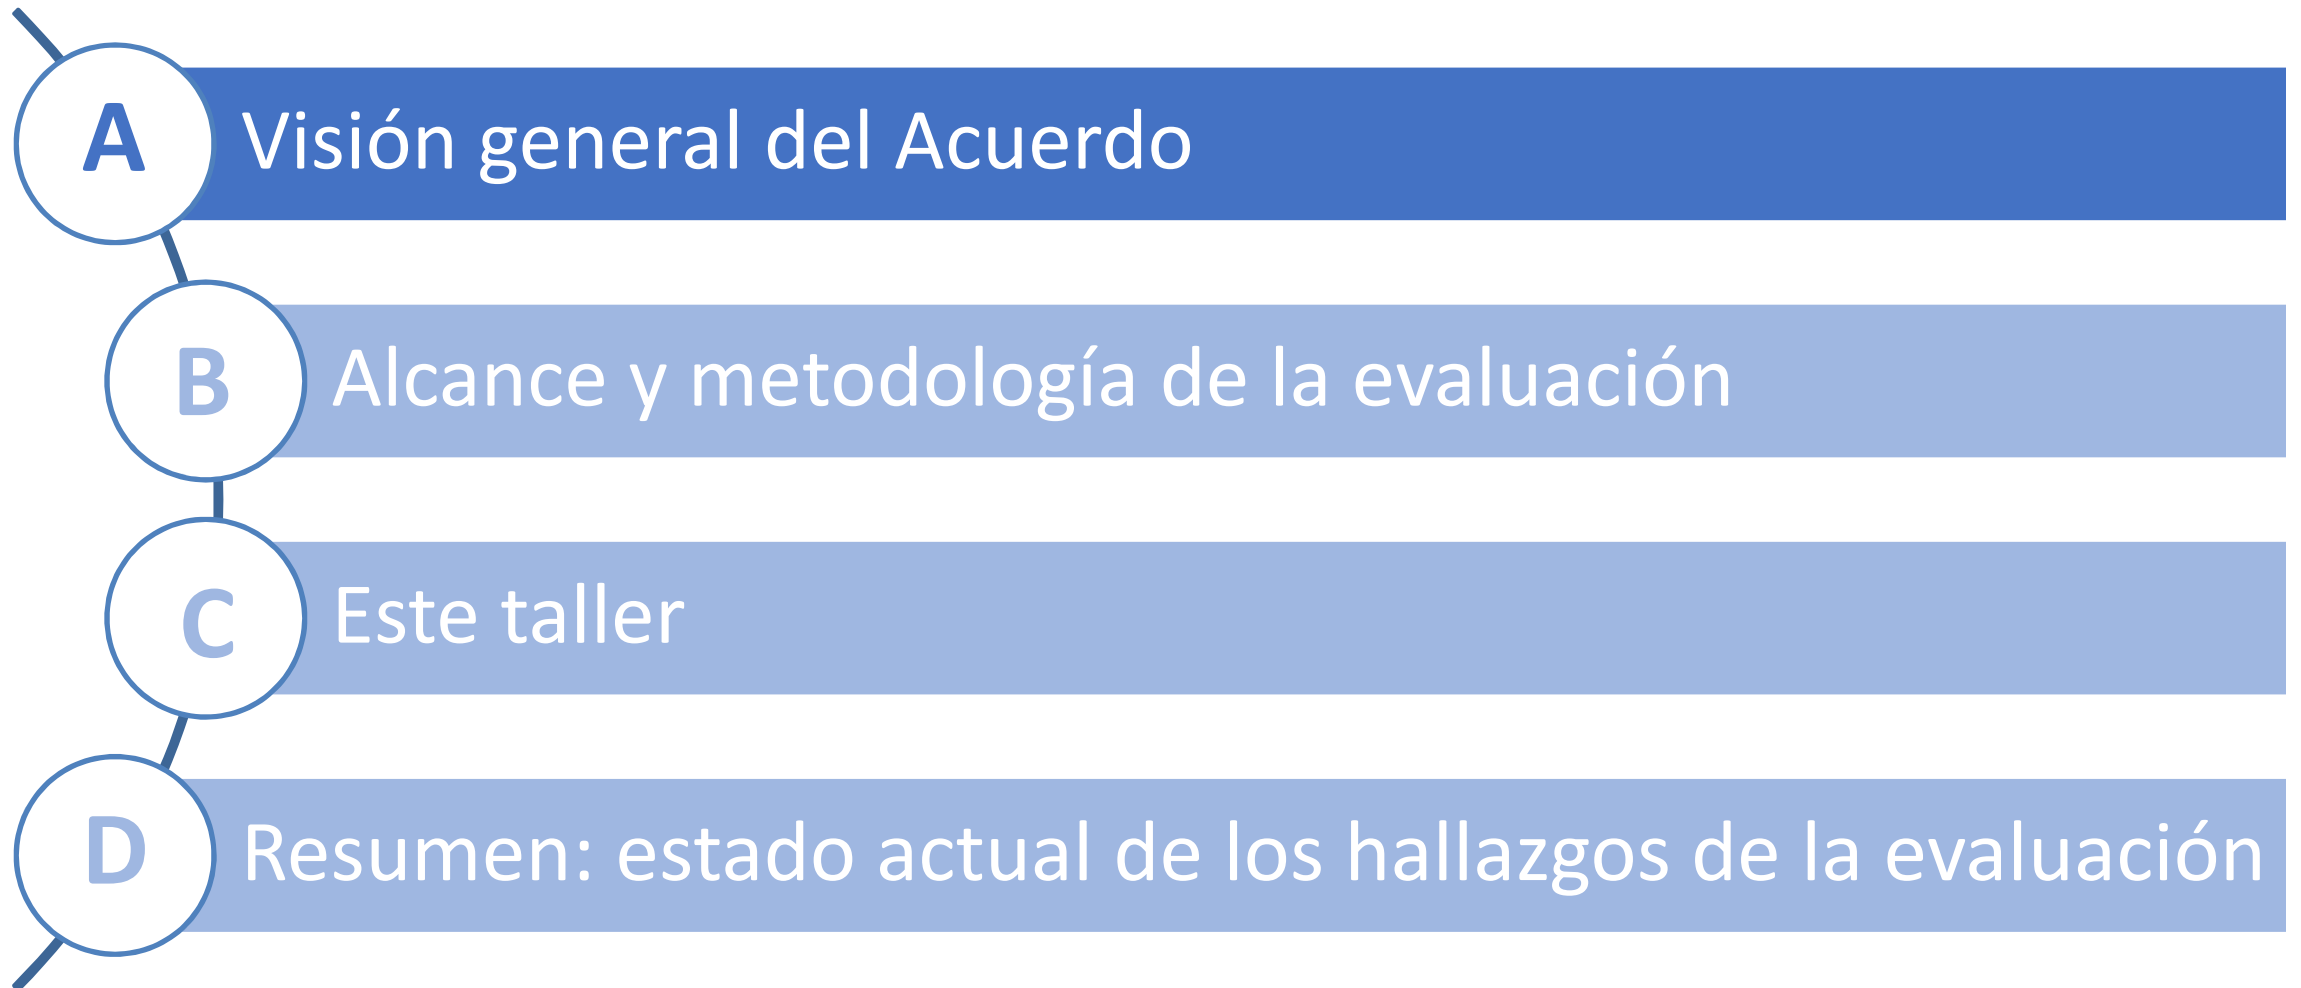 A Visión general del Acuerdo
B Alcance y metodología de la evaluación
C Este taller
D Resumen: estado actual de los hallazgos de la evaluación